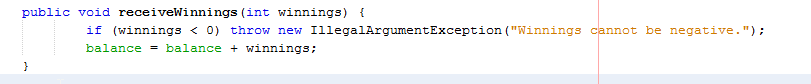 public void receiveWinnings(int winnings) {
if (winnings < 0) throw new IllegalArgumentException("Winnings cannot be negative.");
balance = balance + winnings;
}